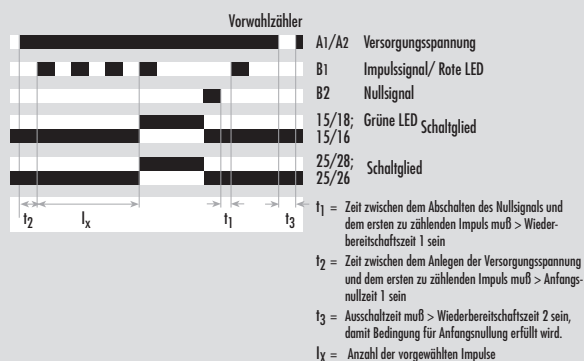 Vorwahlzähler
A1/A2 Versorgungsspannung
B1 Impulssignal/ Rote LED
B2 Nullsignal
15/18; Grüne LED Schaltglied
15/16
25/28; Schaltglied
25/26
t2 Ix t1 t3
t1 = Zeit zwischen dem Abschalten des Nullsignals und
dem ersten zu zählenden Impuls muß > Wieder-
bereitschaftszeit 1 sein
t2 = Zeit zwischen dem Anlegen der Versorgungsspannung
und dem ersten zu zählenden Impuls muß > Anfangs-
nullzeit 1 sein
t3 = Ausschaltzeit muß > Wiederbereitschaftszeit 2 sein,
damit Bedingung für Anfangsnullung erfüllt wird.
Ix = Anzahl der vorgewählten Impulse